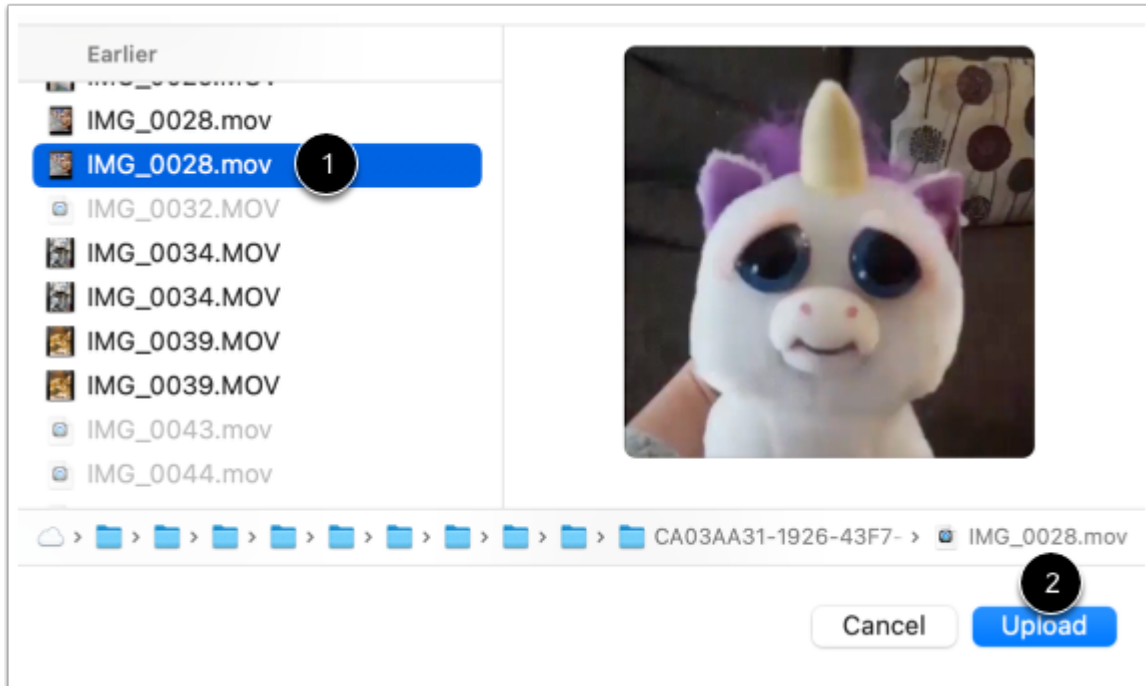 Earlier
IMG_0028.mov
IMG_0028.mov 1
IMG_0032.MOV
IMG_0034.MOV
IMG_0034.MOV
IMG_0039.MOV
IMG_0039.MOV
IMG_0043.mov
IMG_0044.mov
CA03AA31-1926-43F7- IMG_0028.mov
2
Cancel Upload